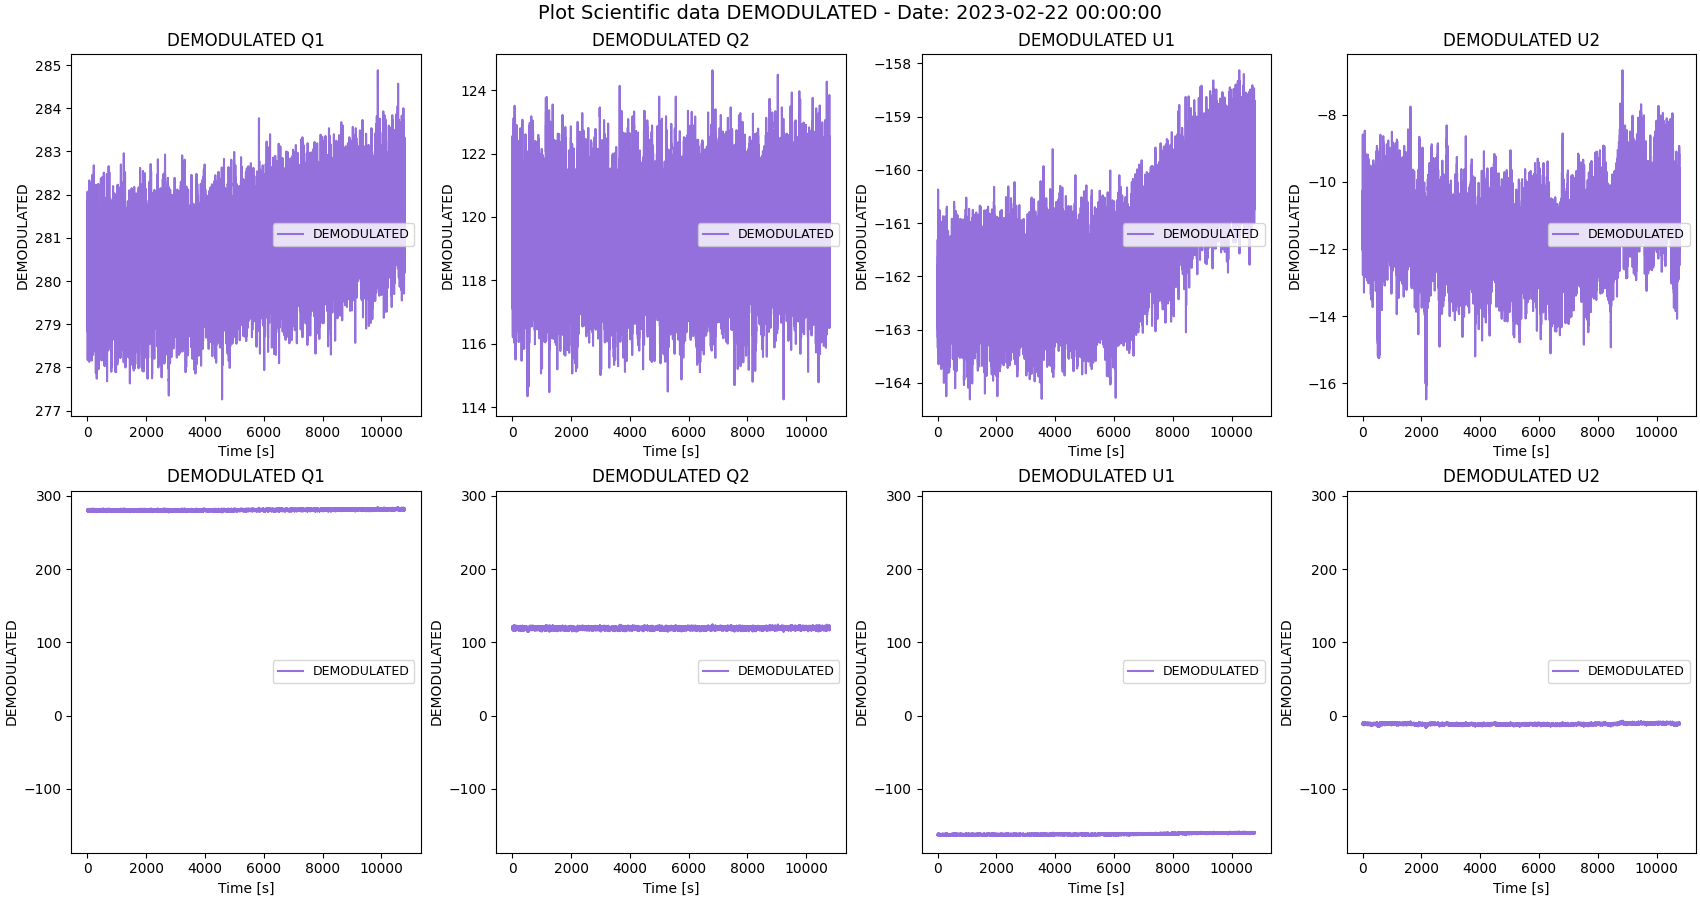 Plot Scientific data DEMODULATED - Date: 2023-02-22 00:00:00
DEMODULATED Q1
DEMODULATED
285
284
283
282
281
280
279
278
277
DEMODULATED
0 2000 4000 6000 8000 10000
Time [s]
DEMODULATED Q2
DEMODULATED
124
122
120
118
116
114
DEMODULATED
0 2000 4000 6000 8000 10000
Time [s]
DEMODULATED U1
DEMODULATED
−158
−159
−160
−161
−162
−163
−164
DEMODULATED
0 2000 4000 6000 8000 10000
Time [s]
DEMODULATED U2
DEMODULATED
−8
−10
−12
−14
−16
DEMODULATED
0 2000 4000 6000 8000 10000
Time [s]
DEMODULATED Q1
DEMODULATED
300
200
100
0
−100
DEMODULATED
0 2000 4000 6000 8000 10000
Time [s]
DEMODULATED Q2
DEMODULATED
300
200
100
0
−100
DEMODULATED
0 2000 4000 6000 8000 10000
Time [s]
DEMODULATED U1
DEMODULATED
300
200
100
0
−100
DEMODULATED
0 2000 4000 6000 8000 10000
Time [s]
DEMODULATED U2
DEMODULATED
300
200
100
0
−100
DEMODULATED
0 2000 4000 6000 8000 10000
Time [s]